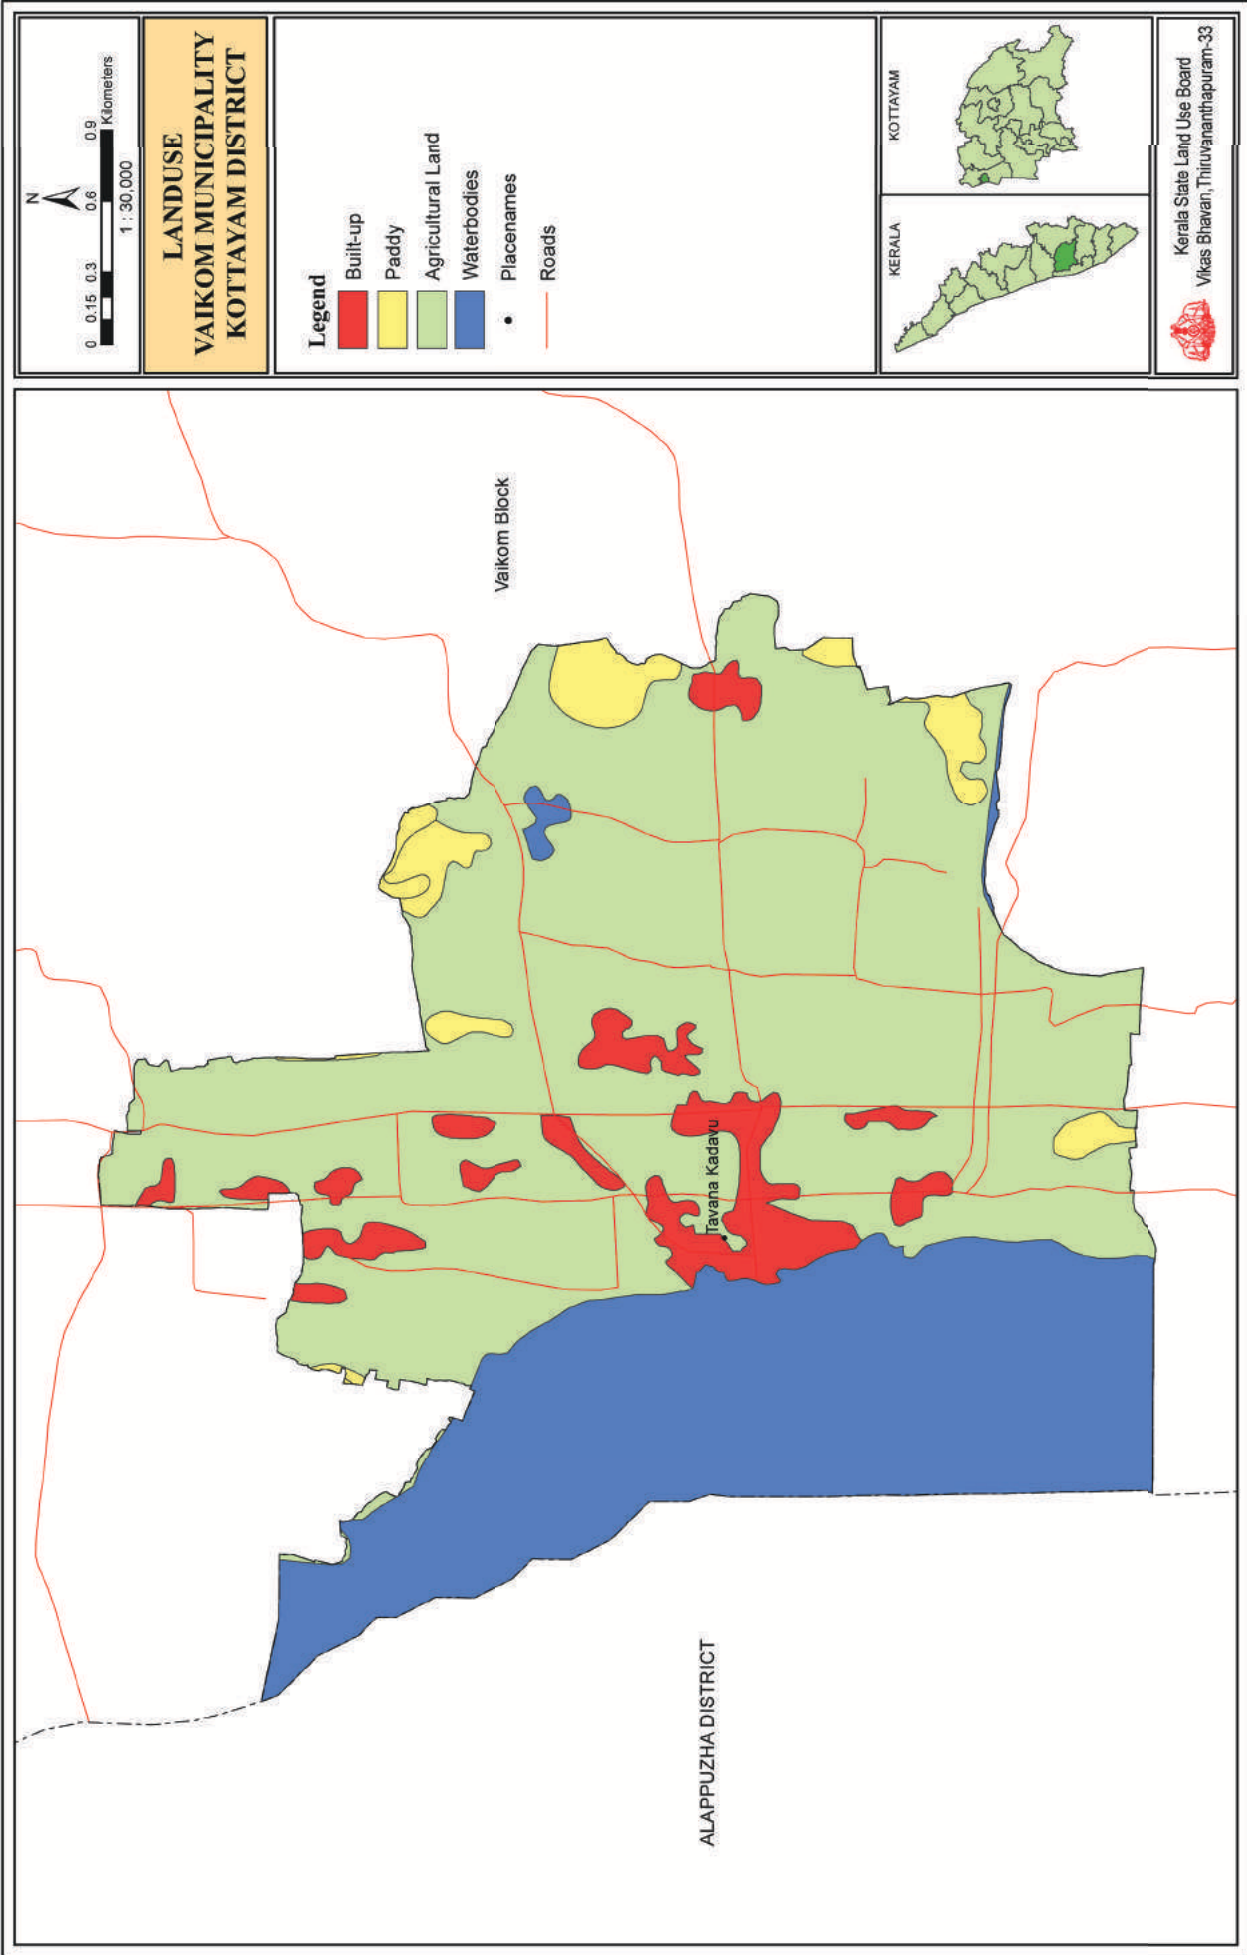 N
0 0.15 0.3 0.6 0.9
Kilometers
1:30,000
LANDUSE
VAIKOM MUNICIPALITY
KOTTAYAM DISTRICT
Legend
Built-up
Paddy
Agricultural Land
Waterbodies
Placenames
Roads
KERALA
KOTTAYAM
Kerala State Land Use Board
Vikas Bhavan,Thiruvananthapuram-33
Vaikom Block
Tavana Kadavu
ALAPPUZHA DISTRICT